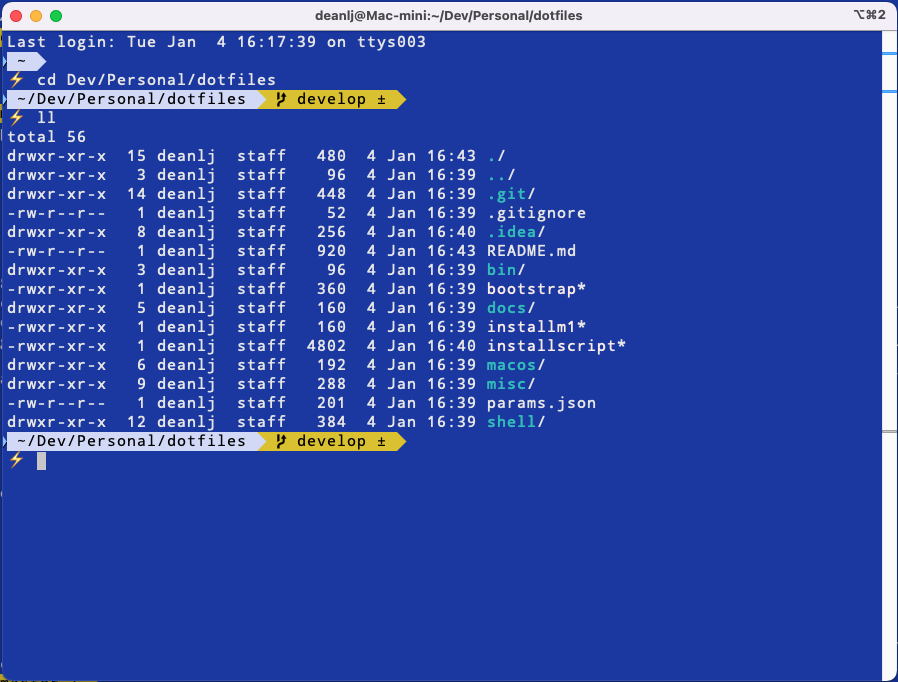 deanlj@Mac-mini:~/Dev/Personal/dotfiles ⌥⌘2
Last login: Tue Jan  4 16:17:39 on ttys003
~
⚡ cd Dev/Personal/dotfiles
~/Dev/Personal/dotfiles develop ±
⚡ ll
total 56
drwxr-xr-x  15 deanlj  staff   480  4 Jan 16:43 ./
drwxr-xr-x   3 deanlj  staff    96  4 Jan 16:39 ../
drwxr-xr-x  14 deanlj  staff   448  4 Jan 16:39 .git/
-rw-r--r--   1 deanlj  staff    52  4 Jan 16:39 .gitignore
drwxr-xr-x   8 deanlj  staff   256  4 Jan 16:40 .idea/
-rw-r--r--   1 deanlj  staff   920  4 Jan 16:43 README.md
drwxr-xr-x   3 deanlj  staff    96  4 Jan 16:39 bin/
-rwxr-xr-x   1 deanlj  staff   360  4 Jan 16:39 bootstrap*
drwxr-xr-x   5 deanlj  staff   160  4 Jan 16:39 docs/
-rwxr-xr-x   1 deanlj  staff   160  4 Jan 16:39 installm1*
-rwxr-xr-x   1 deanlj  staff  4802  4 Jan 16:40 installscript*
drwxr-xr-x   6 deanlj  staff   192  4 Jan 16:39 macos/
drwxr-xr-x   9 deanlj  staff   288  4 Jan 16:39 misc/
-rw-r--r--   1 deanlj  staff   201  4 Jan 16:39 params.json
drwxr-xr-x  12 deanlj  staff   384  4 Jan 16:39 shell/
~/Dev/Personal/dotfiles develop ±
⚡